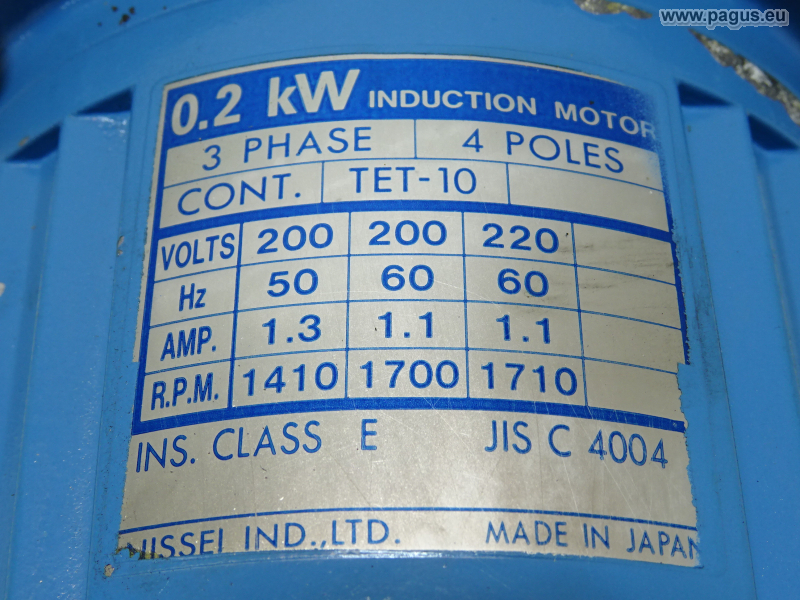 www.pagus.eu
0.2 kW INDUCTION MOTOR
3 PHASE 4 POLES
CONT. TET-10
VOLTS 200 200 220
Hz 50 60 60
AMP. 1.3 1.1 1.1
R.P.M. 1410 1700 1710
INS. CLASS E JIS C 4004
NISSEI IND.,LTD. MADE IN JAPAN